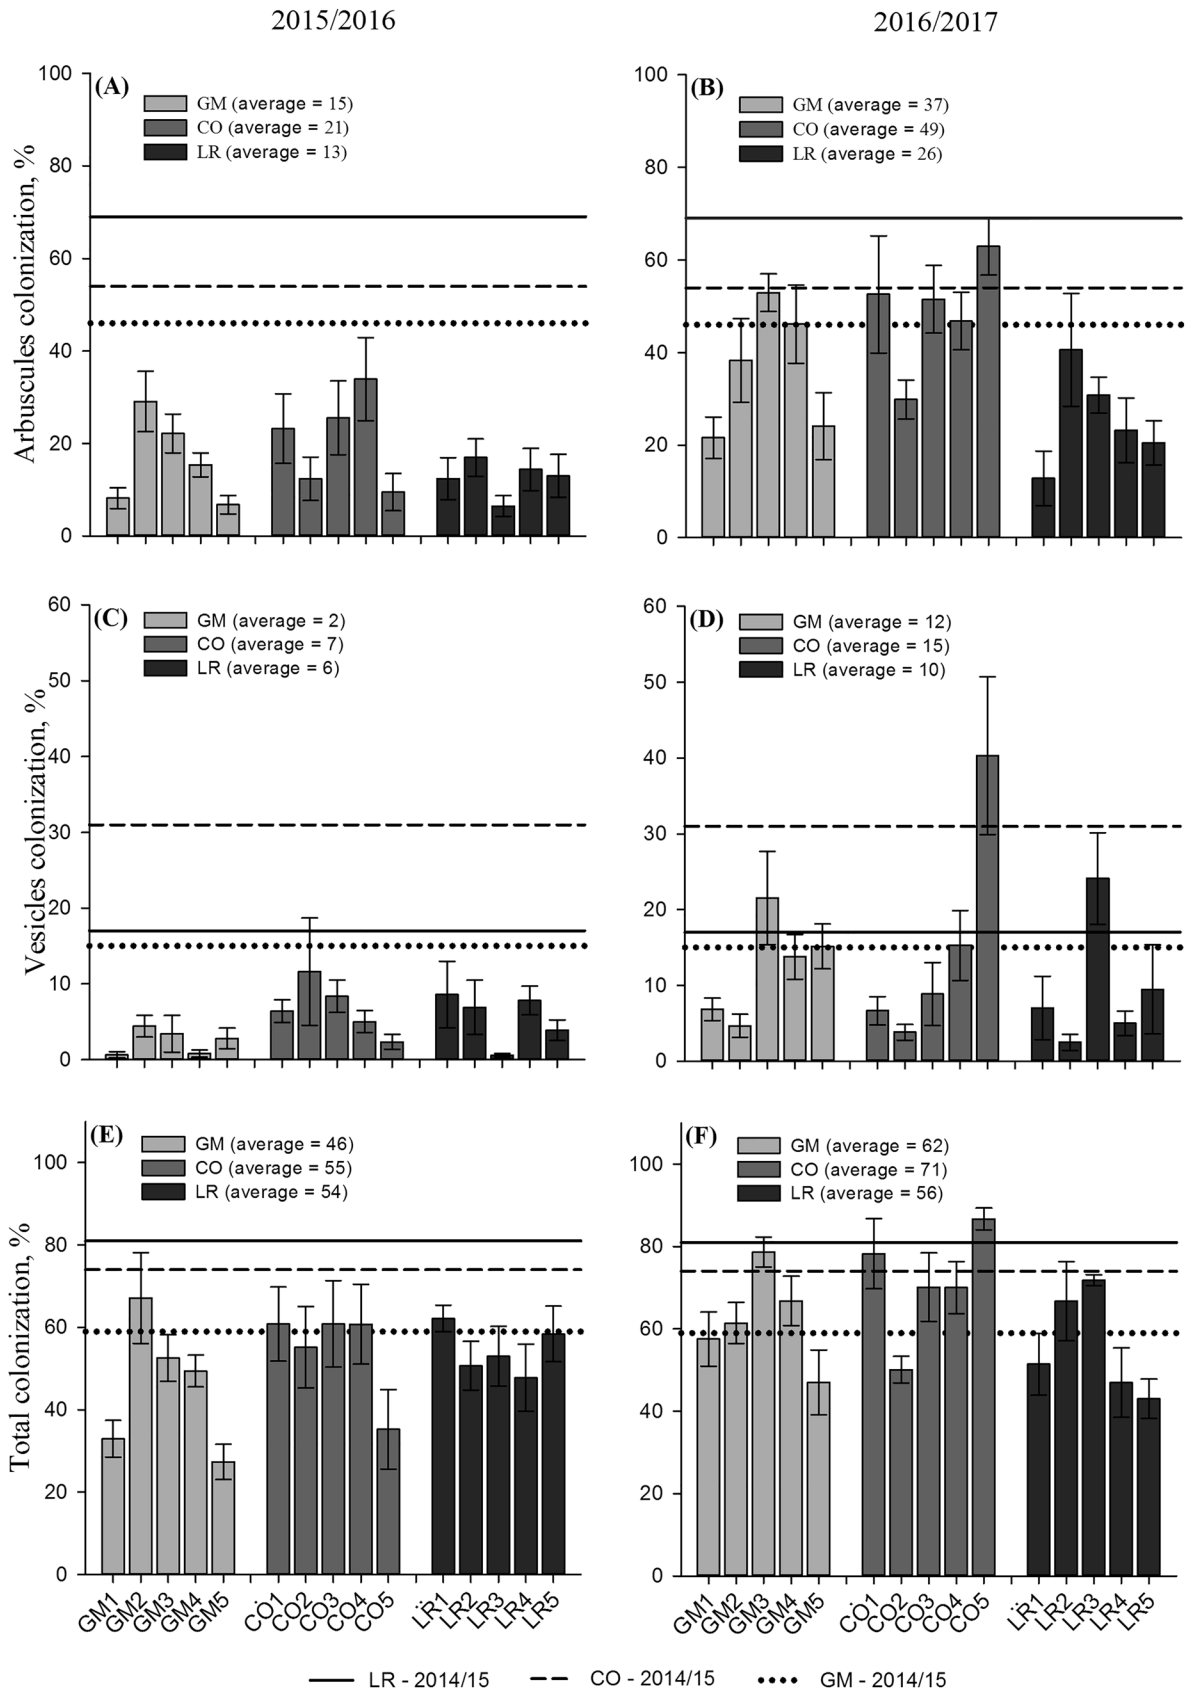 2015/2016
2016/2017
Arbuscules colonization, %
(A)
GM (average = 15)
CO (average = 21)
LR (average = 13)
100
80
60
40
20
0
(B)
GM (average = 37)
CO (average = 49)
LR (average = 26)
100
80
60
40
20
0
Vesicles colonization, %
(C)
GM (average = 2)
CO (average = 7)
LR (average = 6)
60
50
40
30
20
10
0
(D)
GM (average = 12)
CO (average = 15)
LR (average = 10)
60
50
40
30
20
10
0
Total colonization, %
(E)
GM (average = 46)
CO (average = 55)
LR (average = 54)
100
80
60
40
20
0
GM1
GM2
GM3
GM4
GM5
CO1
CO2
CO3
CO4
CO5
LR1
LR2
LR3
LR4
LR5
(F)
GM (average = 62)
CO (average = 71)
LR (average = 56)
100
80
60
40
20
0
GM1
GM2
GM3
GM4
GM5
CO1
CO2
CO3
CO4
CO5
LR1
LR2
LR3
LR4
LR5
LR - 2014/15
CO - 2014/15
GM - 2014/15